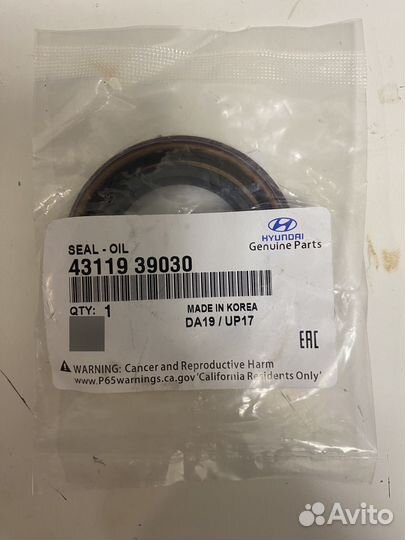 SEAL - OIL
HYUNDAI
Genuine Parts
43119 39030
QTY: 1
MADE IN KOREA
DA19 / UP17
EAC
WARNING: Cancer and Reproductive Harm
www.P65warnings.ca.gov 'California Residents Only'
Avito